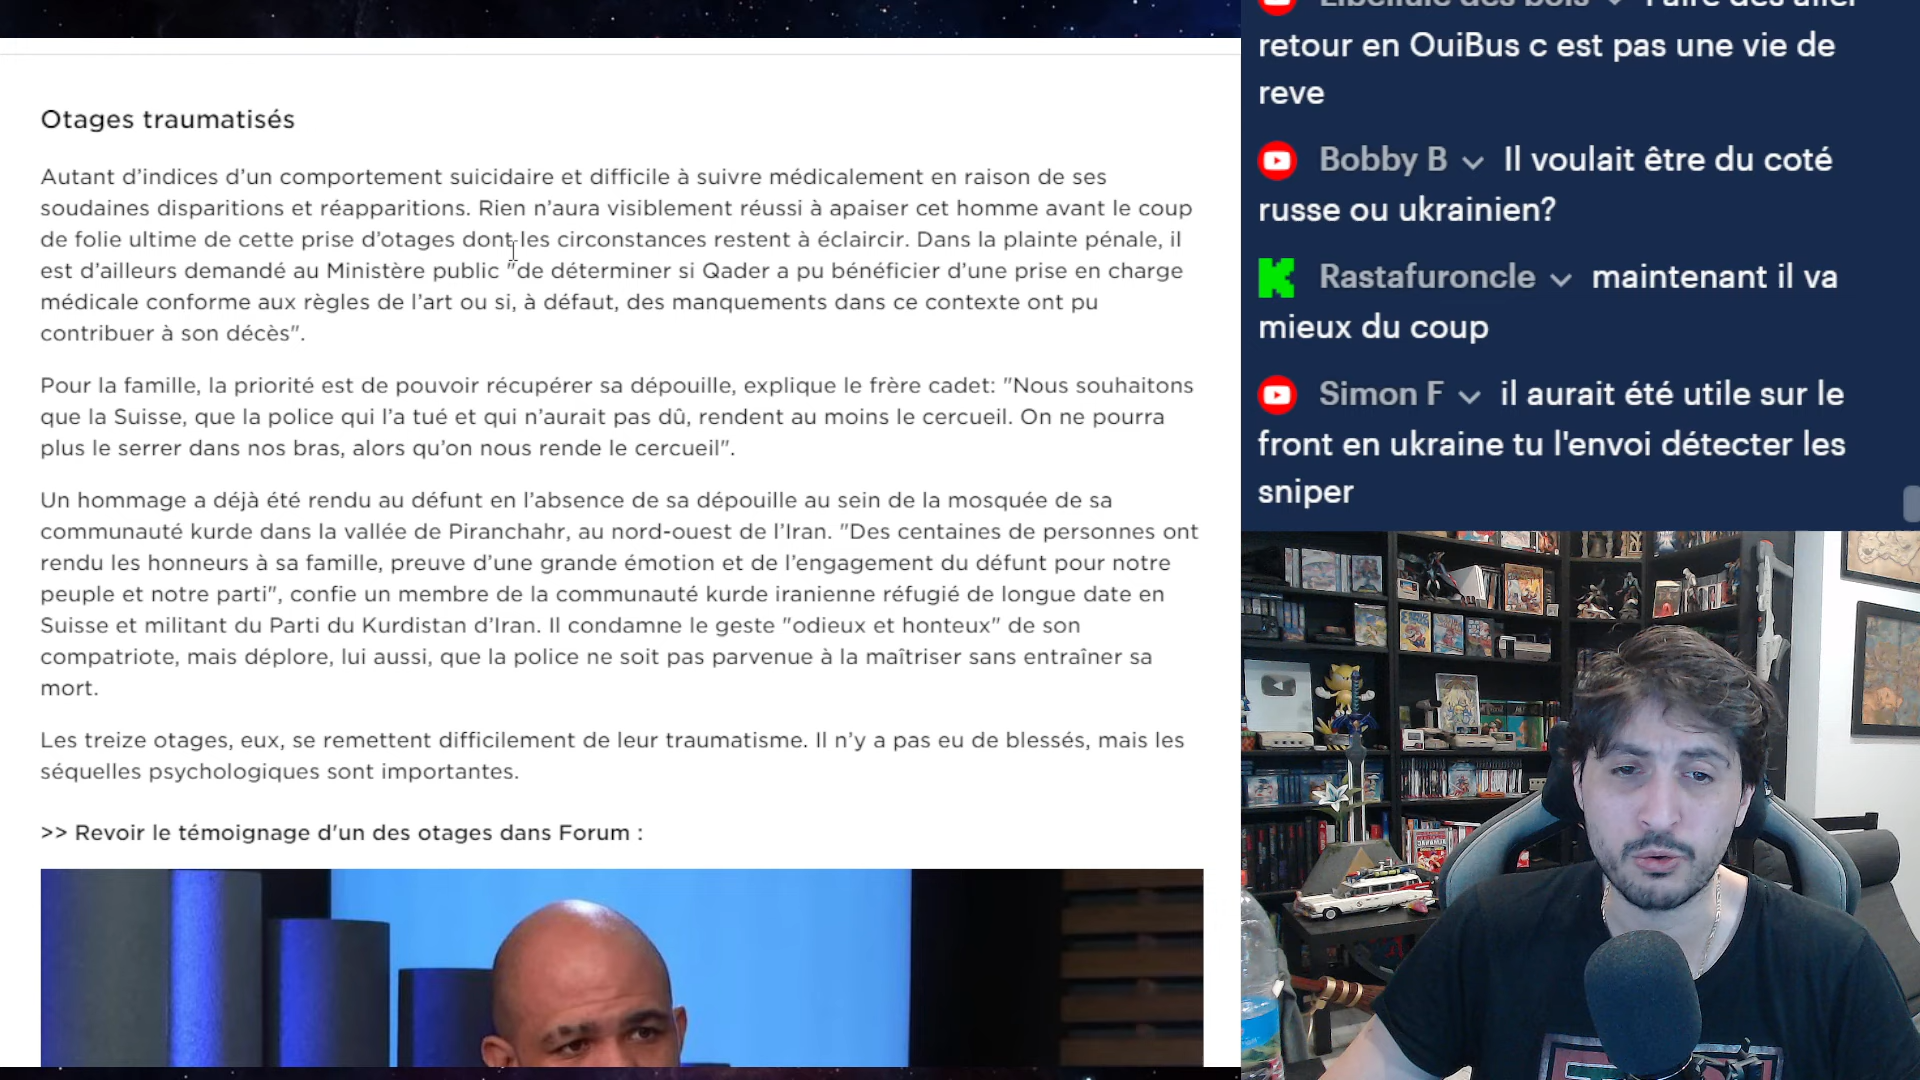 Otages traumatisés
Autant d'indices d'un comportement suicidaire et difficile à suivre médicalement en raison de ses
soudaines disparitions et réapparitions. Rien n'aura visiblement réussi à apaiser cet homme avant le coup
de folie ultime de cette prise d'otages dont les circonstances restent à éclaircir. Dans la plainte pénale, il
est d'ailleurs demandé au Ministère public "de déterminer si Qader a pu bénéficier d'une prise en charge
médicale conforme aux règles de l'art ou si, à défaut, des manquements dans ce contexte ont pu
contribuer à son décès".
Pour la famille, la priorité est de pouvoir récupérer sa dépouille, explique le frère cadet: "Nous souhaitons
que la Suisse, que la police qui l'a tué et qui n'aurait pas dû, rendent au moins le cercueil. On ne pourra
plus le serrer dans nos bras, alors qu'on nous rende le cercueil".
Un hommage a déjà été rendu au défunt en l'absence de sa dépouille au sein de la mosquée de sa
communauté kurde dans la vallée de Piranchahr, au nord-ouest de l'Iran. "Des centaines de personnes ont
rendu les honneurs à sa famille, preuve d'une grande émotion et de l'engagement du défunt pour notre
peuple et notre parti", confie un membre de la communauté kurde iranienne réfugié de longue date en
Suisse et militant du Parti du Kurdistan d'Iran. Il condamne le geste "odieux et honteux" de son
compatriote, mais déplore, lui aussi, que la police ne soit pas parvenue à la maîtriser sans entraîner sa
mort.
Les treize otages, eux, se remettent difficilement de leur traumatisme. Il n'y a pas eu de blessés, mais les
séquelles psychologiques sont importantes.
>> Revoir le témoignage d'un des otages dans Forum :
Libellule des bois Faire des aller
retour en OuiBus c est pas une vie de
reve
Bobby B Il voulait être du coté
russe ou ukrainien?
Rastafuroncle maintenant il va
mieux du coup
Simon F il aurait été utile sur le
front en ukraine tu l'envoi détecter les
sniper